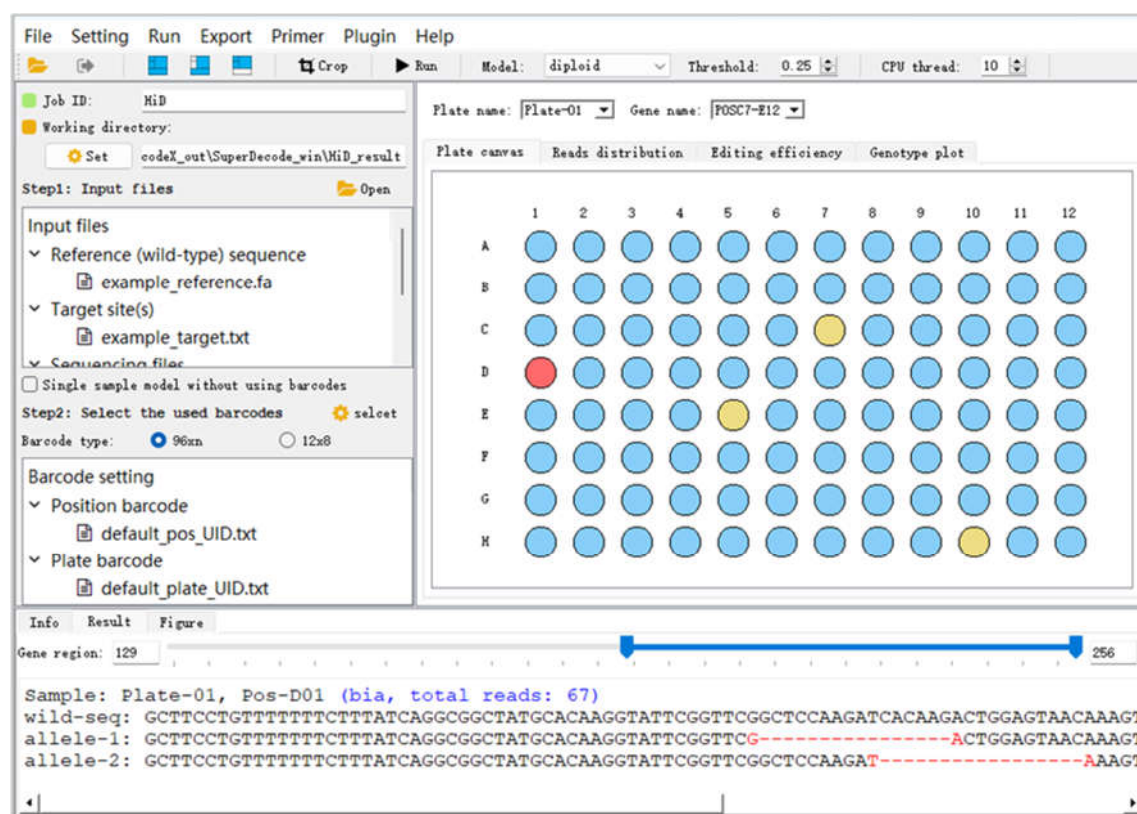 File Setting Run Export Primer Plugin Help
Crop Run Model: diploid Threshold: 0.25 CPU thread: 10
Job ID: HiD
Working directory:
Set codeX_out\SuperDecode_win\HiD_result
Step1: Input files Open
Input files
Reference (wild-type) sequence
example_reference.fa
Target site(s)
example_target.txt
Sequencing files
Single sample model without using barcodes
Step2: Select the used barcodes selcet
Barcode type: 96xn 12x8
Barcode setting
Position barcode
default_pos_UID.txt
Plate barcode
default_plate_UID.txt
Plate name: Plate-01 Gene name: POSC7-E12
Plate canvas Reads distribution Editing efficiency Genotype plot
1 2 3 4 5 6 7 8 9 10 11 12
A
B
C
D
E
F
G
H
Info Result Figure
Gene region: 129 256
Sample: Plate-01, Pos-D01 (bia, total reads: 67)
wild-seq: GCTTCCTGTTTTTTTCTTTATCAGGCGGCTATGCACAAGGTATTCGGTTCGGCTCCAAGATCACAAGACTGGAGTAACAAAGT
allele-1: GCTTCCTGTTTTTTTCTTTATCAGGCGGCTATGCACAAGGTATTCGGTTCG----------------ACTGGAGTAACAAAGT
allele-2: GCTTCCTGTTTTTTTCTTTATCAGGCGGCTATGCACAAGGTATTCGGTTCGGCTCCAAGAT-----------------AAAGT